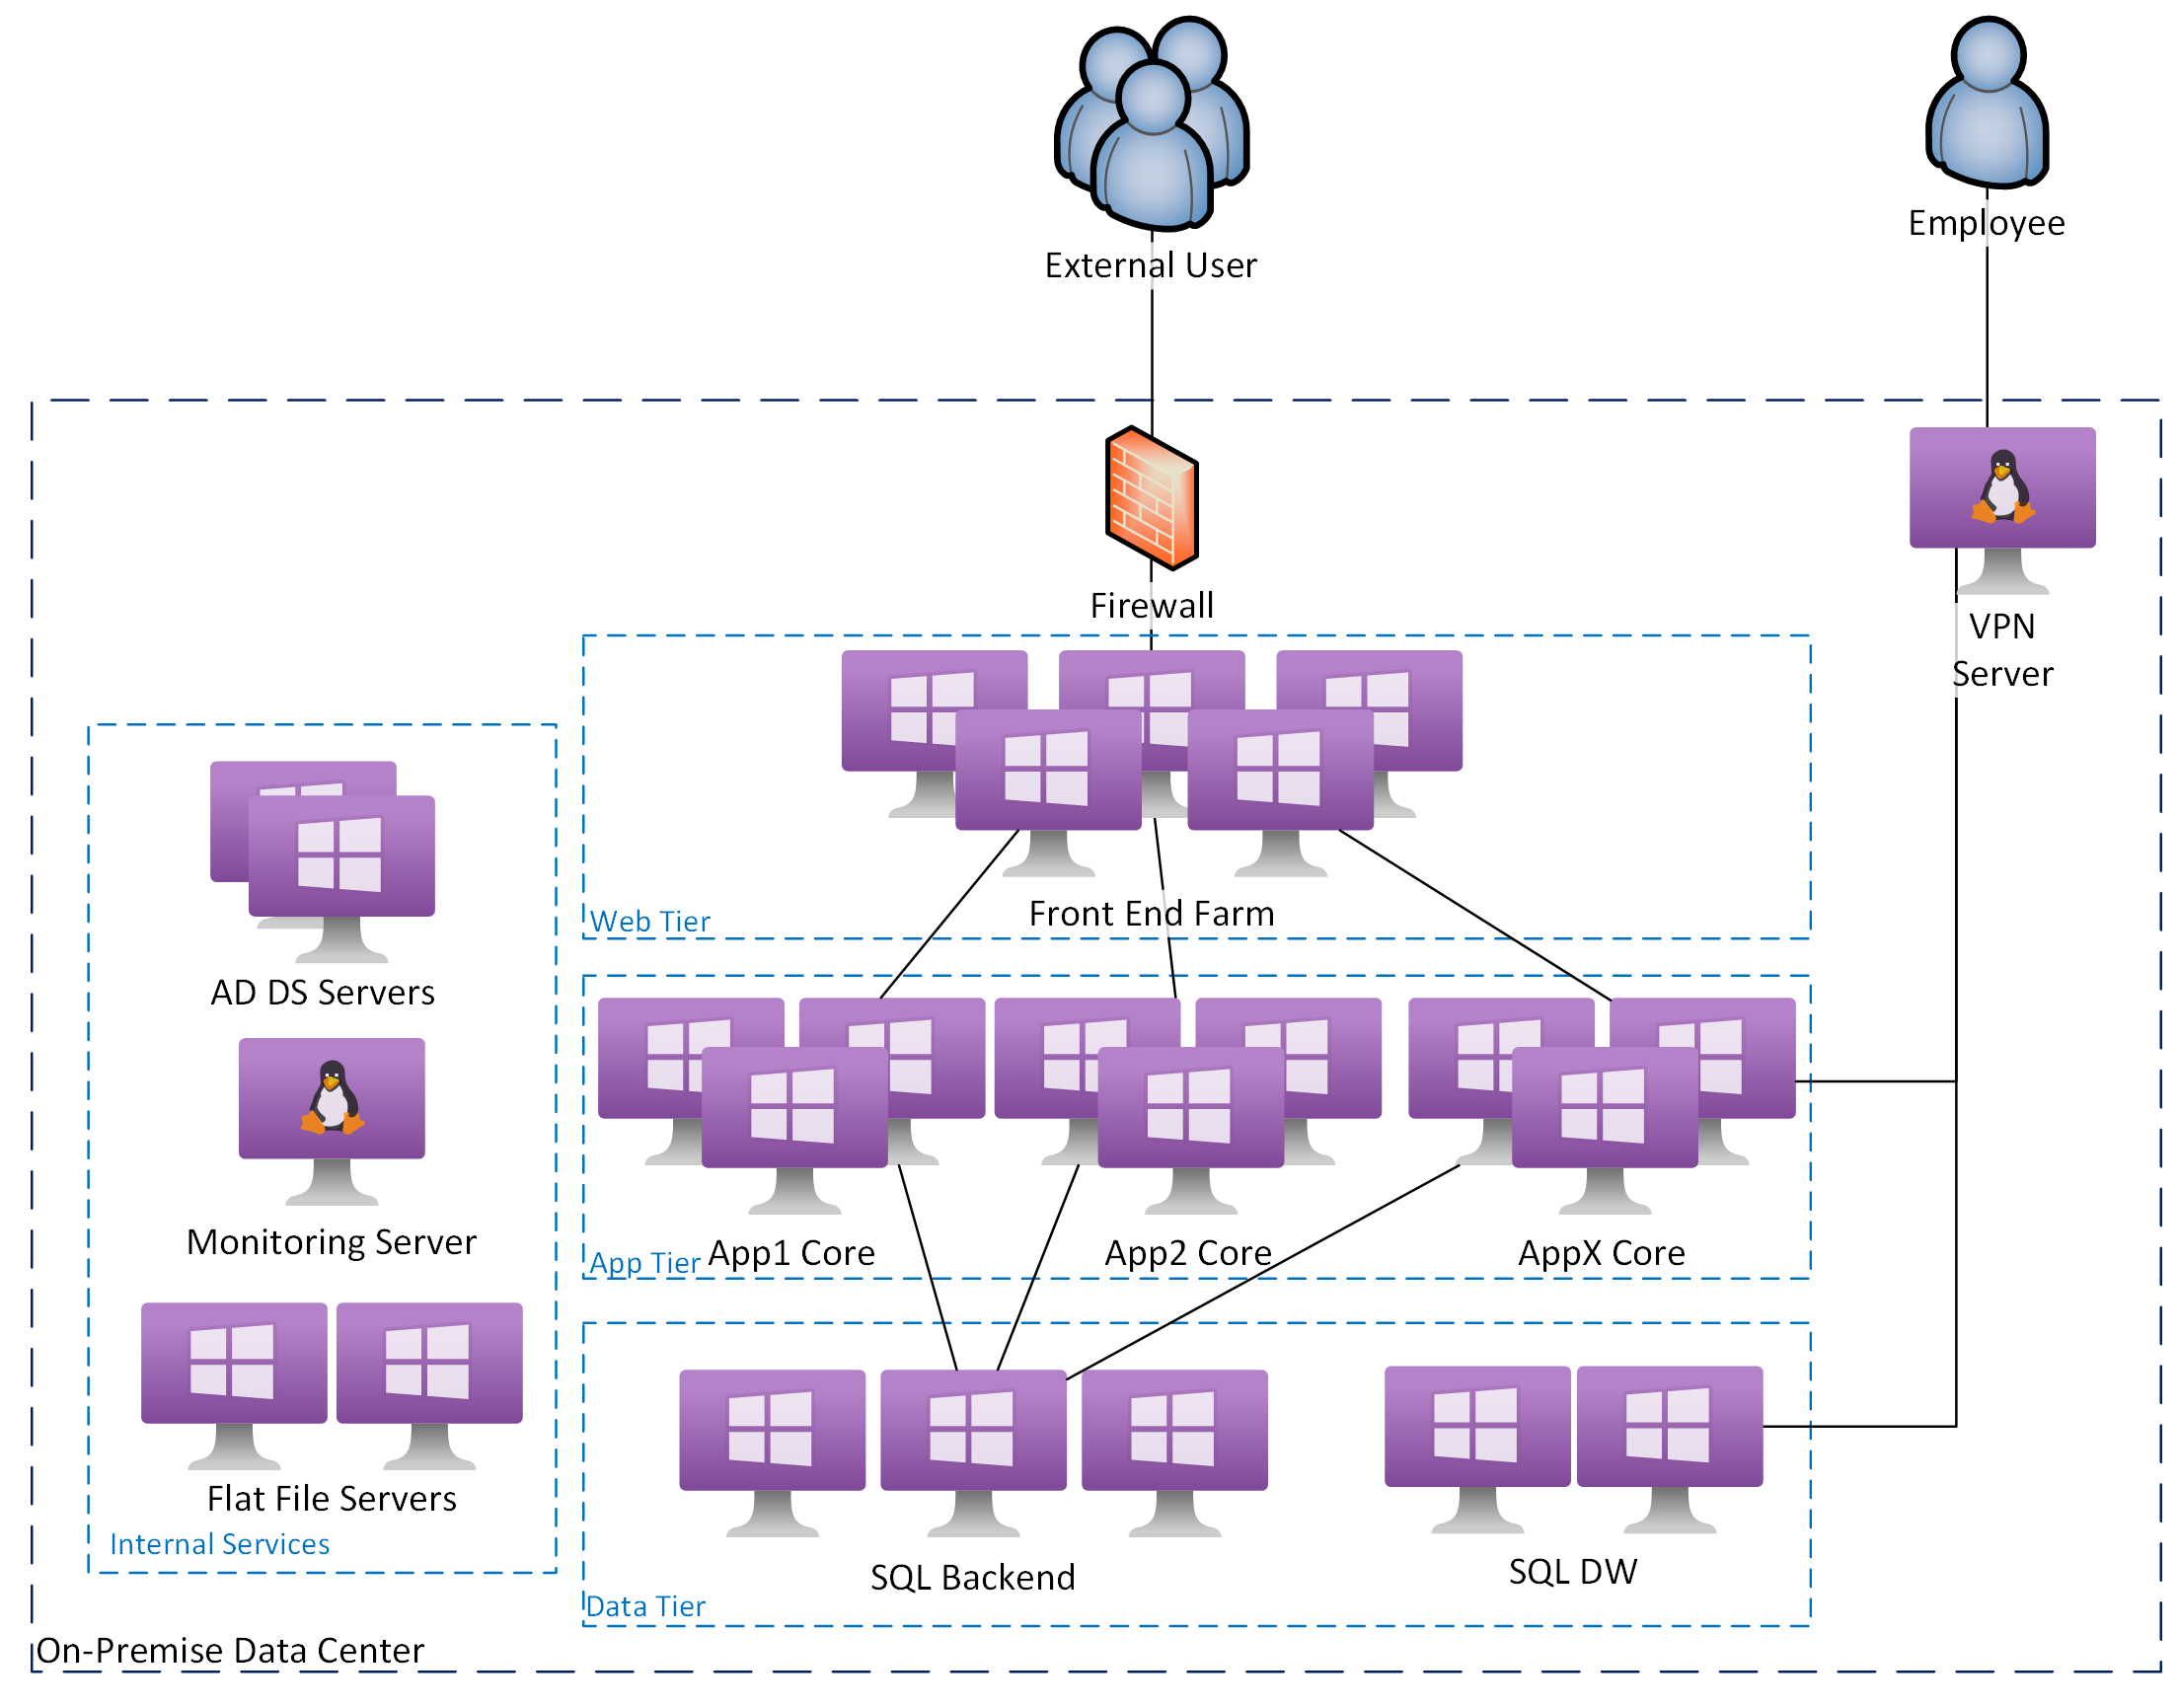 External User
Employee
Firewall
VPN
Server
Front End Farm
Web Tier
AD DS Servers
Monitoring Server
App1 Core
App2 Core
AppX Core
App Tier
Flat File Servers
Internal Services
SQL Backend
SQL DW
Data Tier
On-Premise Data Center